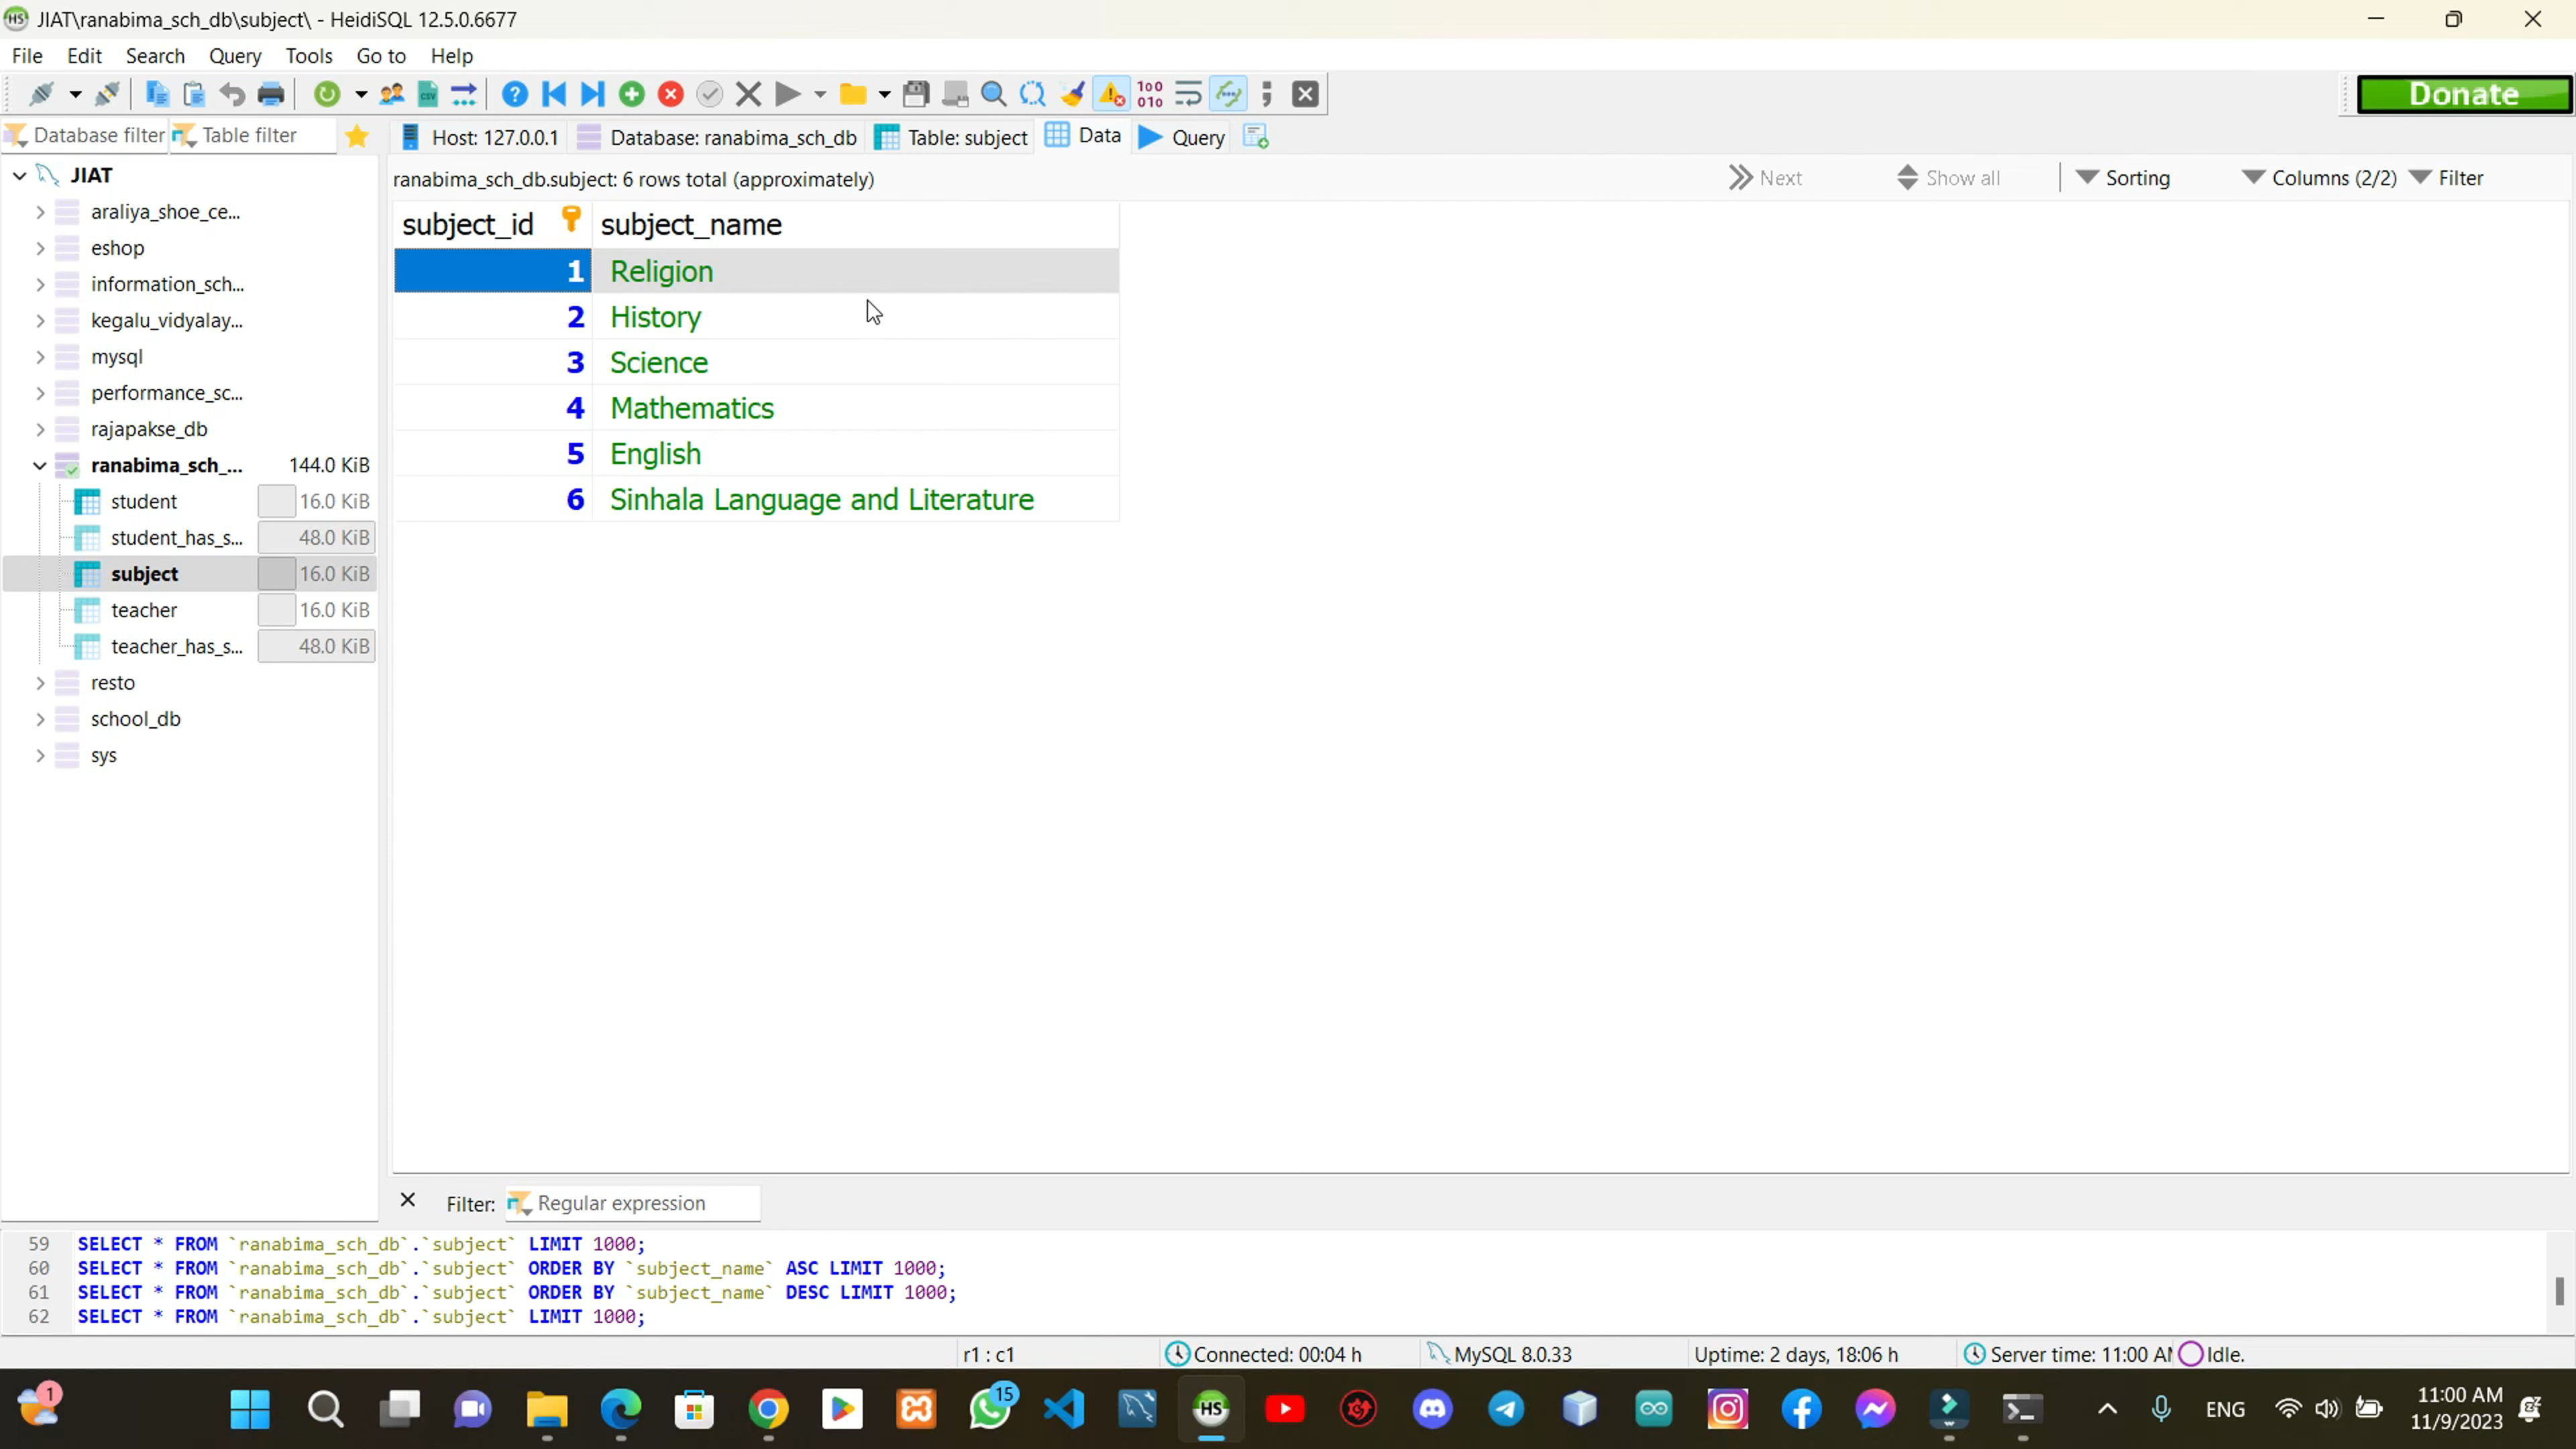 JIAT\ranabima_sch_db\subject\ - HeidiSQL 12.5.0.6677
File Edit Search Query Tools Go to Help
Donate
Database filter Table filter Host: 127.0.0.1 Database: ranabima_sch_db Table: subject Data Query
ranabima_sch_db.subject: 6 rows total (approximately) Next Show all Sorting Columns (2/2) Filter
JIAT
araliya_shoe_ce...
eshop
information_sch...
kegalu_vidyalay...
mysql
performance_sc...
rajapakse_db
ranabima_sch_... 144.0 KiB
student 16.0 KiB
student_has_s... 48.0 KiB
subject 16.0 KiB
teacher 16.0 KiB
teacher_has_s... 48.0 KiB
resto
school_db
sys
subject_id subject_name
1 Religion
2 History
3 Science
4 Mathematics
5 English
6 Sinhala Language and Literature
Filter: Regular expression
59 SELECT * FROM `ranabima_sch_db`.`subject` LIMIT 1000;
60 SELECT * FROM `ranabima_sch_db`.`subject` ORDER BY `subject_name` ASC LIMIT 1000;
61 SELECT * FROM `ranabima_sch_db`.`subject` ORDER BY `subject_name` DESC LIMIT 1000;
62 SELECT * FROM `ranabima_sch_db`.`subject` LIMIT 1000;
r1 : c1 Connected: 00:04 h MySQL 8.0.33 Uptime: 2 days, 18:06 h Server time: 11:00 AM Idle.
1 15 HS ENG 11:00 AM
11/9/2023